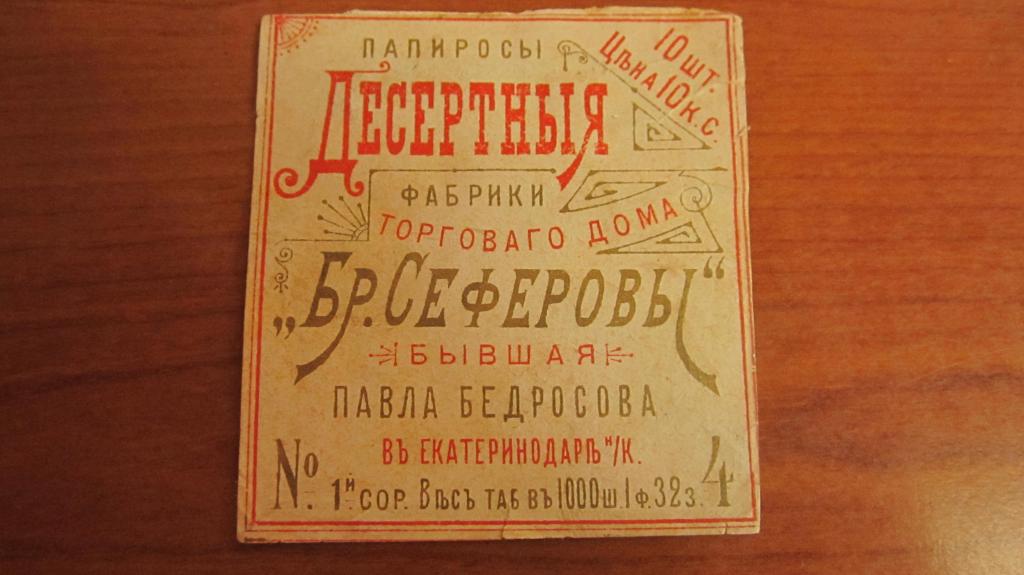 ПАПИРОСЫ
10 ШТ.
ЦѢНА 10 К. С.
ДЕСЕРТНЫЯ
ФАБРИКИ
ТОРГОВАГО ДОМА
„БР. СЕФЕРОВЫ“
БЫВШАЯ
ПАВЛА БЕДРОСОВА
ВЪ ЕКАТЕРИНОДАРѢ Н/К.
№ 4
1Й СОР. ВѢСЪ ТАБ ВЪ 1000 Ш. 1 Ф. 32 З.